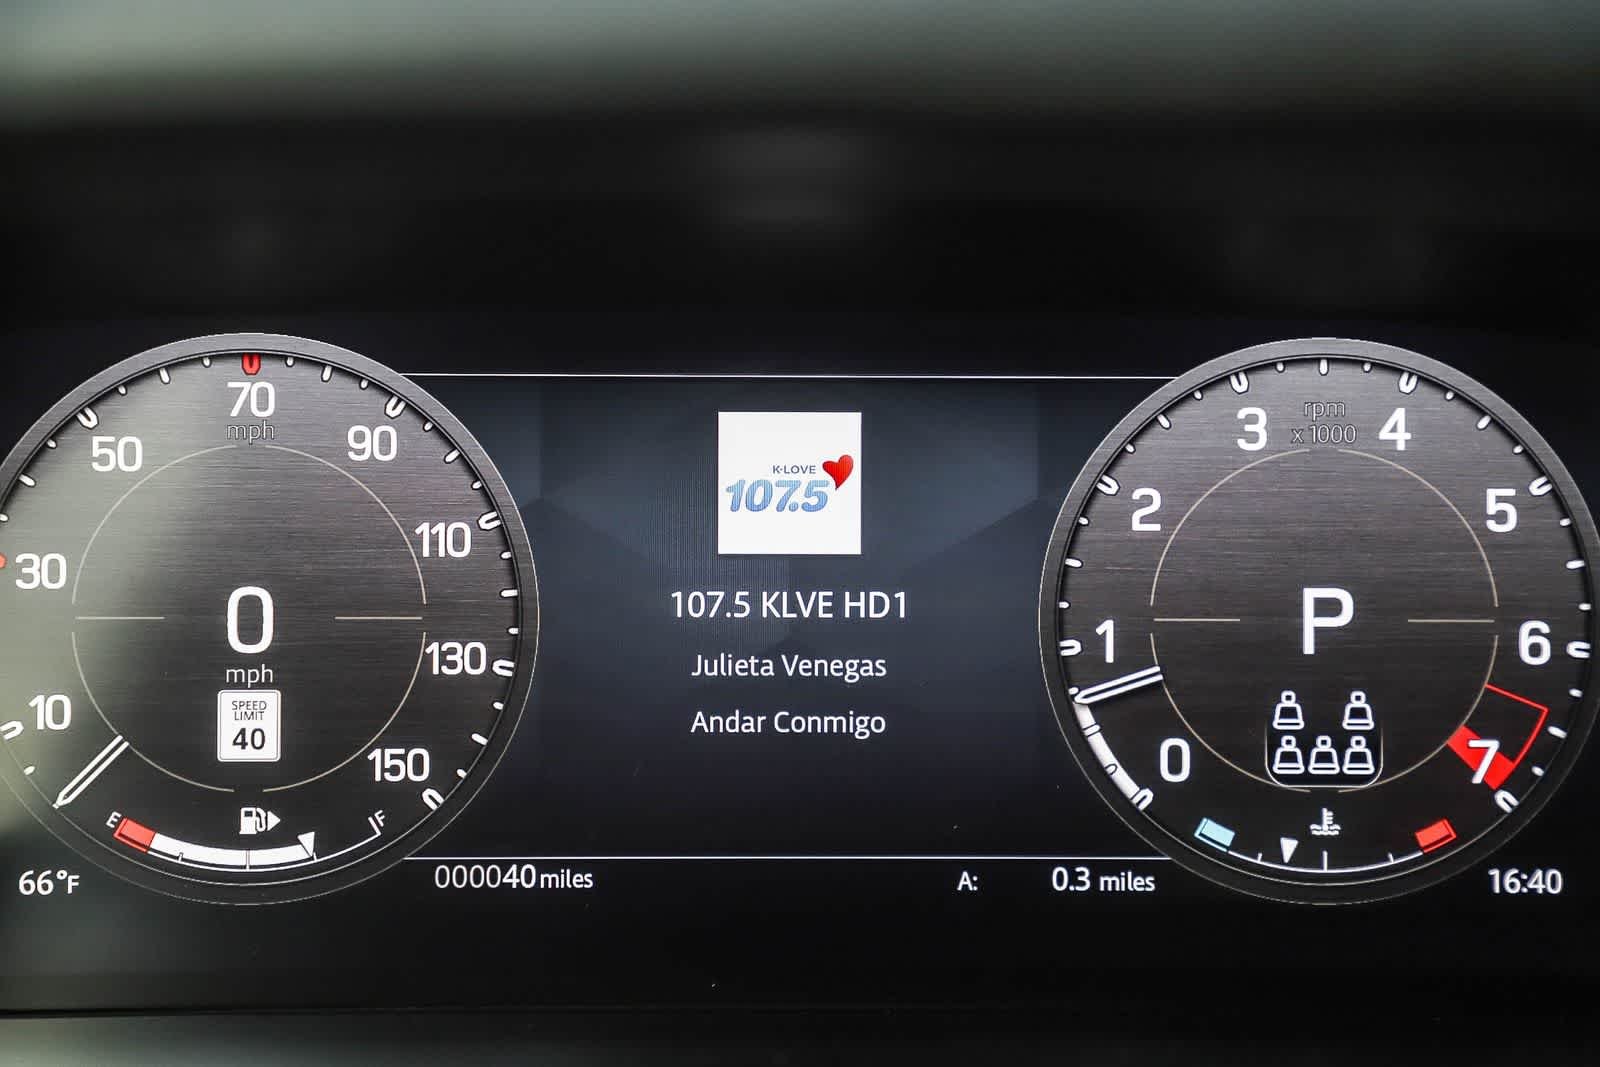 70
mph
50
90
30
110
10
130
150
0
mph
SPEED
LIMIT
40
E
F
66°F
000040 miles
K-LOVE
107.5
107.5 KLVE HD1
Julieta Venegas
Andar Conmigo
A:
0.3 miles
rpm
x 1000
3
4
2
5
1
6
0
7
P
16:40